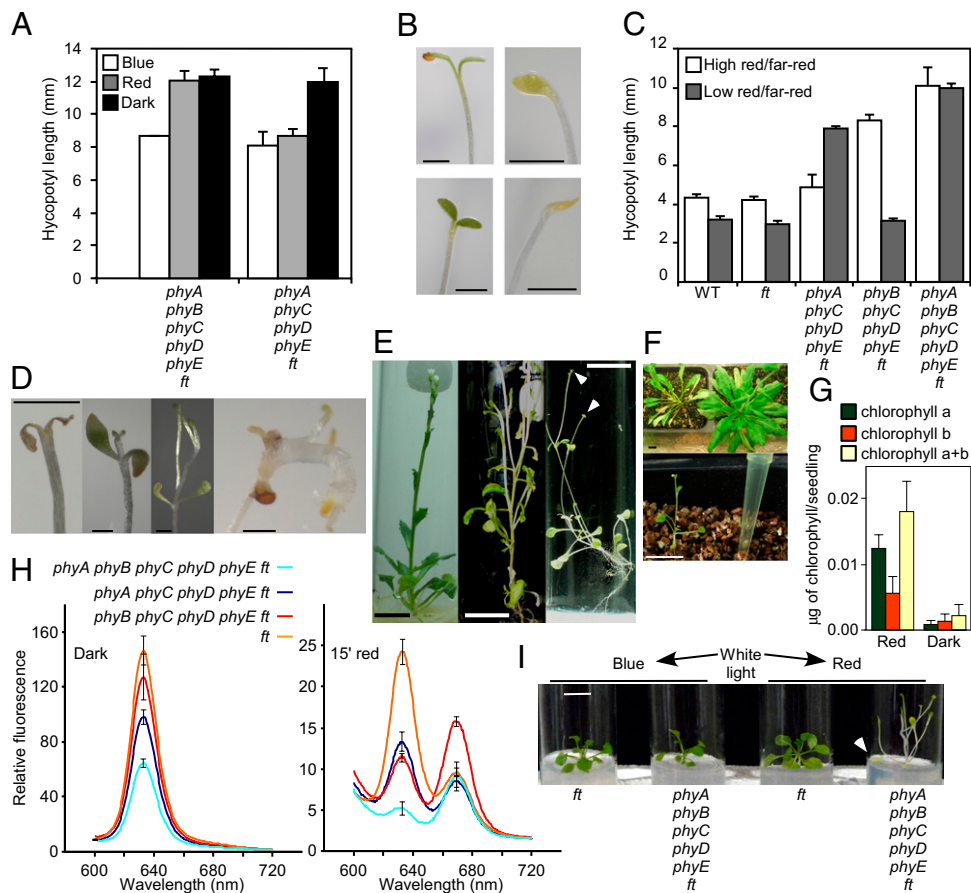 A
Hycopotyl length (mm)
14
12
10
8
6
4
2
0
Blue
Red
Dark
phyA
phyB
phyC
phyD
phyE
ft
phyA
phyC
phyD
phyE
ft
B
C
Hycopotyl length (mm)
12
10
8
6
4
2
0
High red/far-red
Low red/far-red
WT
ft
phyA
phyC
phyD
phyE
ft
phyB
phyC
phyD
phyE
ft
phyA
phyB
phyC
phyD
phyE
ft
D
E
F
G
chlorophyll a
chlorophyll b
chlorophyll a+b
µg of chlorophyll/seedling
0.02
0.01
0.00
Red
Dark
H
phyA phyB phyC phyD phyE ft
phyA phyC phyD phyE ft
phyB phyC phyD phyE ft
ft
Relative fluorescence
160
120
80
40
0
Dark
600
640
680
720
Wavelength (nm)
25
20
15
10
5
0
15' red
600
640
680
720
Wavelength (nm)
I
Blue
White
light
Red
ft
phyA
phyB
phyC
phyD
phyE
ft
ft
phyA
phyB
phyC
phyD
phyE
ft